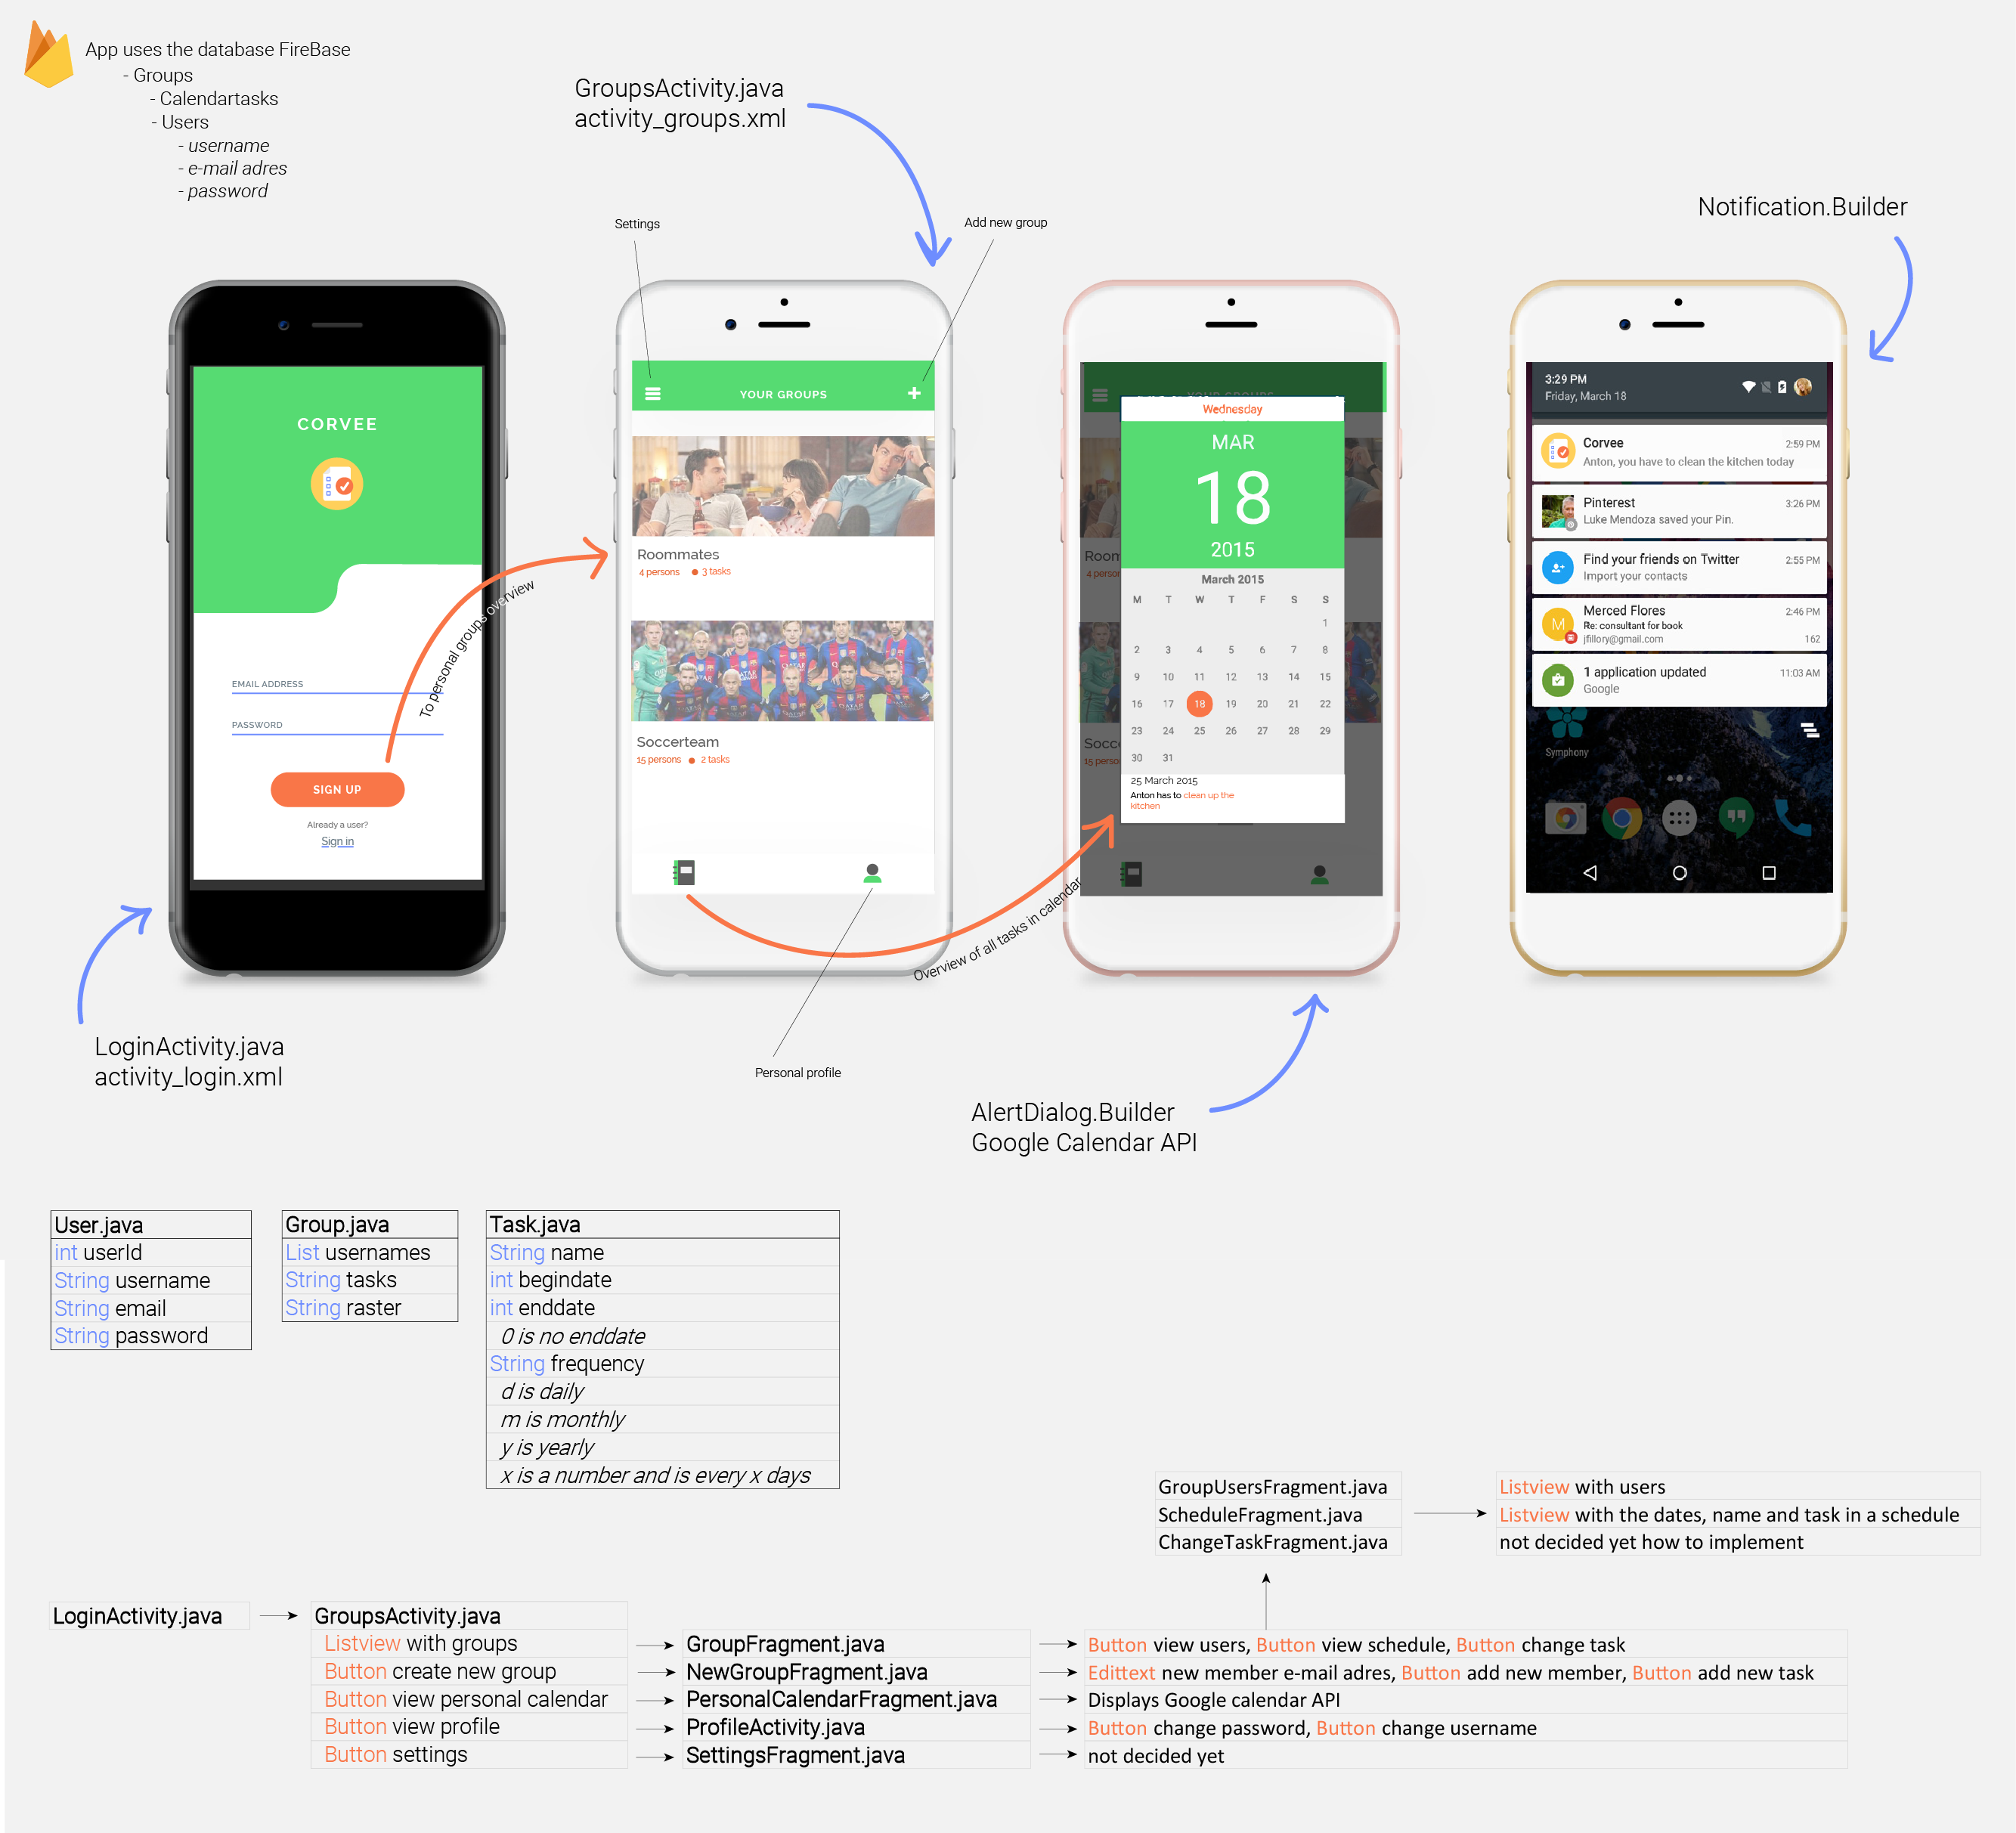 App uses the database FireBase
- Groups
- Calendartasks
- Users
- username
- e-mail adres
- password
GroupsActivity.java
activity_groups.xml
Notification.Builder
Settings
Add new group
CORVEE
EMAIL ADDRESS
PASSWORD
SIGN UP
Already a user?
Sign in
To personal groups overview
YOUR GROUPS
Roommates
4 persons 3 tasks
Soccerteam
15 persons 2 tasks
Overview of all tasks in calendar
Personal profile
Wednesday
MAR
18
2015
March 2015
M T W T F S S
1
2 3 4 5 6 7 8
9 10 11 12 13 14 15
16 17 18 19 20 21 22
23 24 25 26 27 28 29
30 31
25 March 2015
Anton has to clean up the
kitchen
3:29 PM
Friday, March 18
Corvee 2:59 PM
Anton, you have to clean the kitchen today
Pinterest 3:26 PM
Luke Mendoza saved your Pin.
Find your friends on Twitter 2:55 PM
Import your contacts
M
Merced Flores 2:46 PM
Re: consultant for book
jfillory@gmail.com 162
1 application updated 11:03 AM
Google
Symphony
LoginActivity.java
activity_login.xml
AlertDialog.Builder
Google Calendar API
User.java
int userId
String username
String email
String password
Group.java
List usernames
String tasks
String raster
Task.java
String name
int begindate
int enddate
0 is no enddate
String frequency
d is daily
m is monthly
y is yearly
x is a number and is every x days
GroupUsersFragment.java
ScheduleFragment.java
ChangeTaskFragment.java
Listview with users
Listview with the dates, name and task in a schedule
not decided yet how to implement
LoginActivity.java
GroupsActivity.java
Listview with groups
Button create new group
Button view personal calendar
Button view profile
Button settings
GroupFragment.java
NewGroupFragment.java
PersonalCalendarFragment.java
ProfileActivity.java
SettingsFragment.java
Button view users, Button view schedule, Button change task
Edittext new member e-mail adres, Button add new member, Button add new task
Displays Google calendar API
Button change password, Button change username
not decided yet